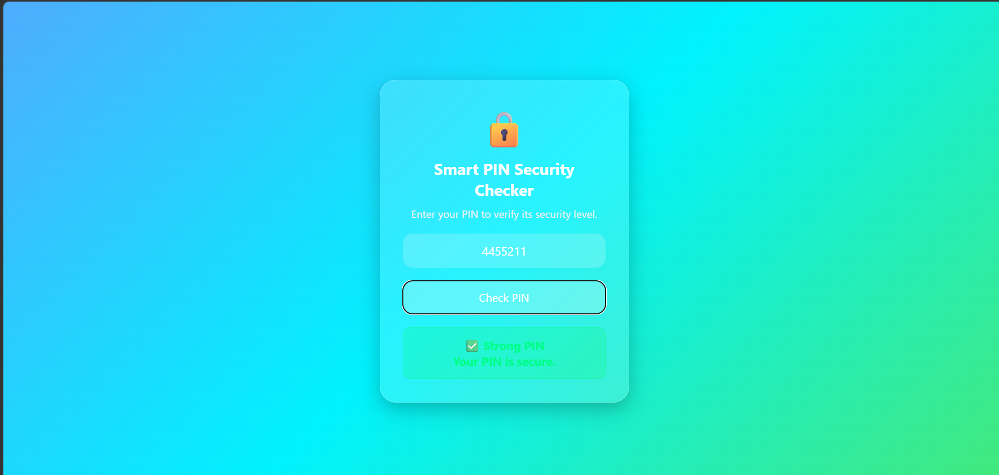 Smart PIN Security
Checker
Enter your PIN to verify its security level.
4455211
Check PIN
✅ Strong PIN
Your PIN is secure.